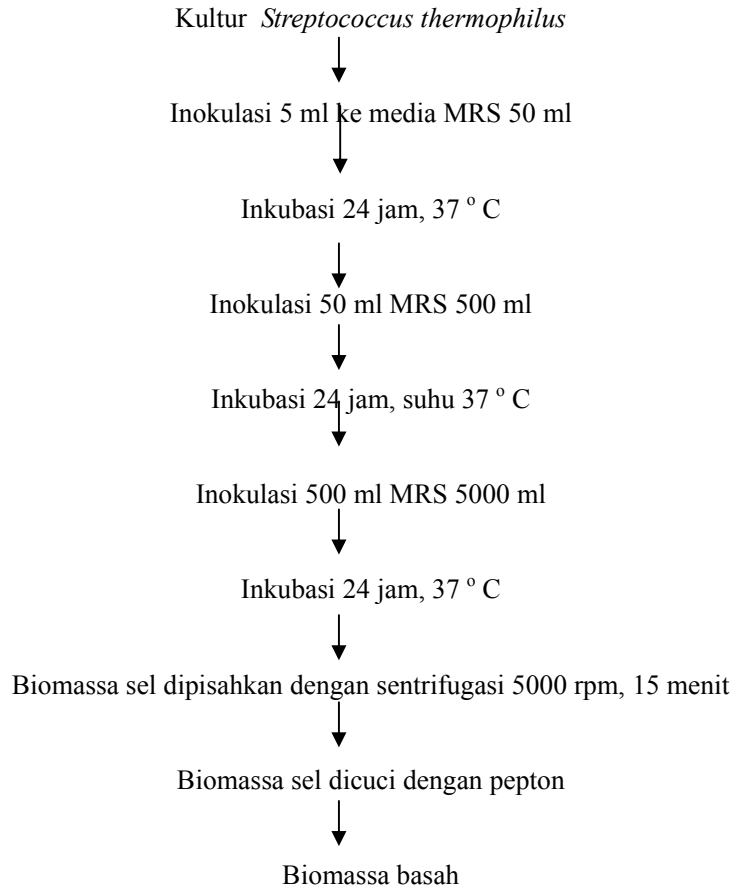 Kultur Streptococcus thermophilus
Inokulasi 5 ml ke media MRS 50 ml
Inkubasi 24 jam, 37 ° C
Inokulasi 50 ml MRS 500 ml
Inkubasi 24 jam, suhu 37 ° C
Inokulasi 500 ml MRS 5000 ml
Inkubasi 24 jam, 37 ° C
Biomassa sel dipisahkan dengan sentrifugasi 5000 rpm, 15 menit
Biomassa sel dicuci dengan pepton
Biomassa basah